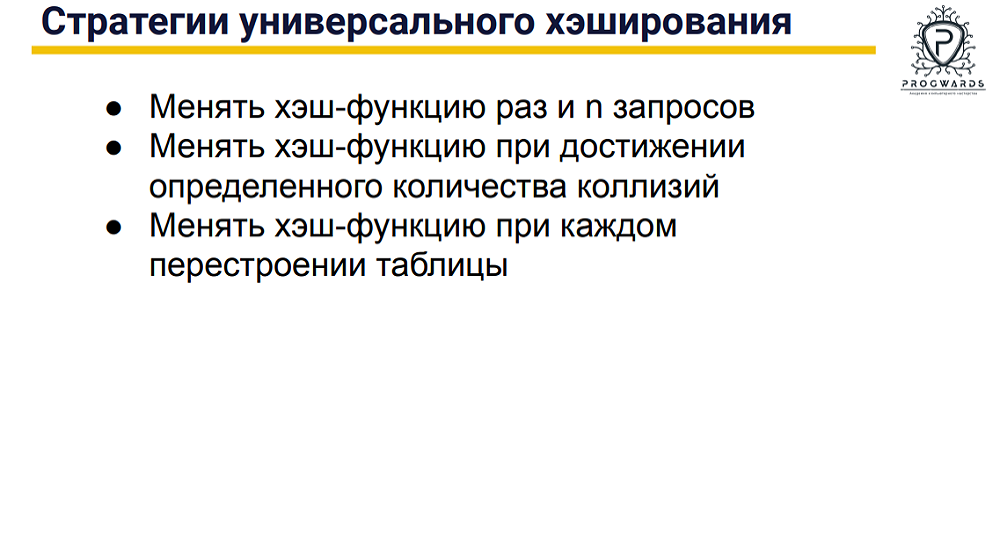 Стратегии универсального хэширования
P
PROGWARDS
● Менять хэш-функцию раз и n запросов
● Менять хэш-функцию при достижении
определенного количества коллизий
● Менять хэш-функцию при каждом
перестроении таблицы